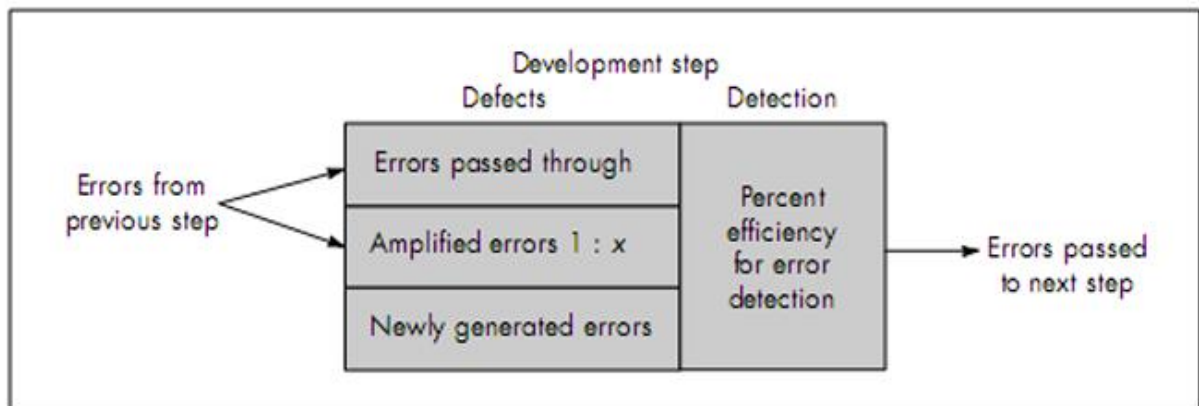 Development step
Defects
Detection
Errors from
previous step
Errors passed through
Amplified errors 1 : x
Newly generated errors
Percent
efficiency
for error
detection
Errors passed
to next step